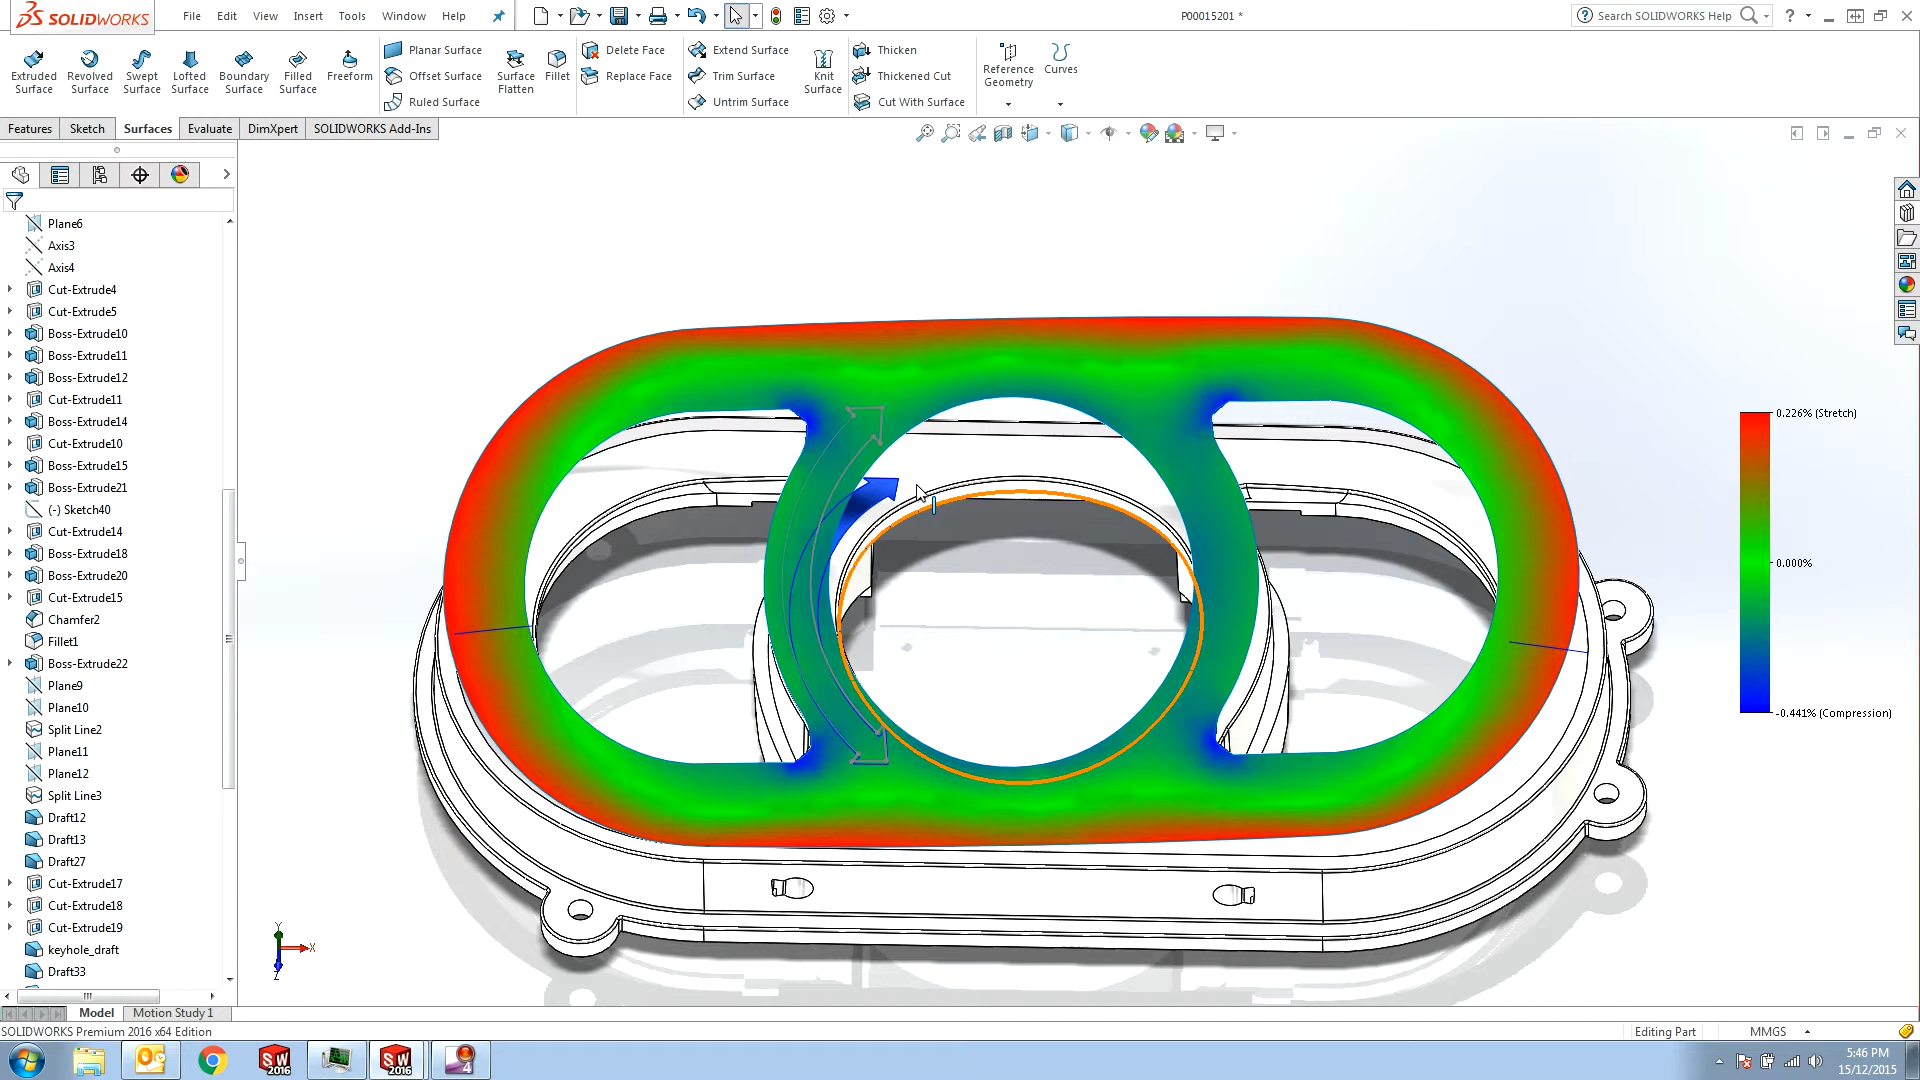 SOLIDWORKS
File Edit View Insert Tools Window Help
P00015201 *
Search SOLIDWORKS Help
Extruded Surface
Revolved Surface
Swept Surface
Lofted Surface
Boundary Surface
Filled Surface
Freeform
Planar Surface
Offset Surface
Ruled Surface
Surface Flatten
Fillet
Delete Face
Replace Face
Extend Surface
Trim Surface
Untrim Surface
Knit Surface
Thicken
Thickened Cut
Cut With Surface
Reference Geometry
Curves
Features Sketch Surfaces Evaluate DimXpert SOLIDWORKS Add-Ins
Plane6
Axis3
Axis4
Cut-Extrude4
Cut-Extrude5
Boss-Extrude10
Boss-Extrude11
Boss-Extrude12
Cut-Extrude11
Boss-Extrude14
Cut-Extrude10
Boss-Extrude15
Boss-Extrude21
(-) Sketch40
Cut-Extrude14
Boss-Extrude18
Boss-Extrude20
Cut-Extrude15
Chamfer2
Fillet1
Boss-Extrude22
Plane9
Plane10
Split Line2
Plane11
Plane12
Split Line3
Draft12
Draft13
Draft27
Cut-Extrude17
Cut-Extrude18
Cut-Extrude19
keyhole_draft
Draft33
0.226% (Stretch)
0.000%
-0.441% (Compression)
Y
X
Z
Model Motion Study 1
SOLIDWORKS Premium 2016 x64 Edition
Editing Part MMGS
SW 2016
SW 2016
4
5:46 PM
15/12/2015